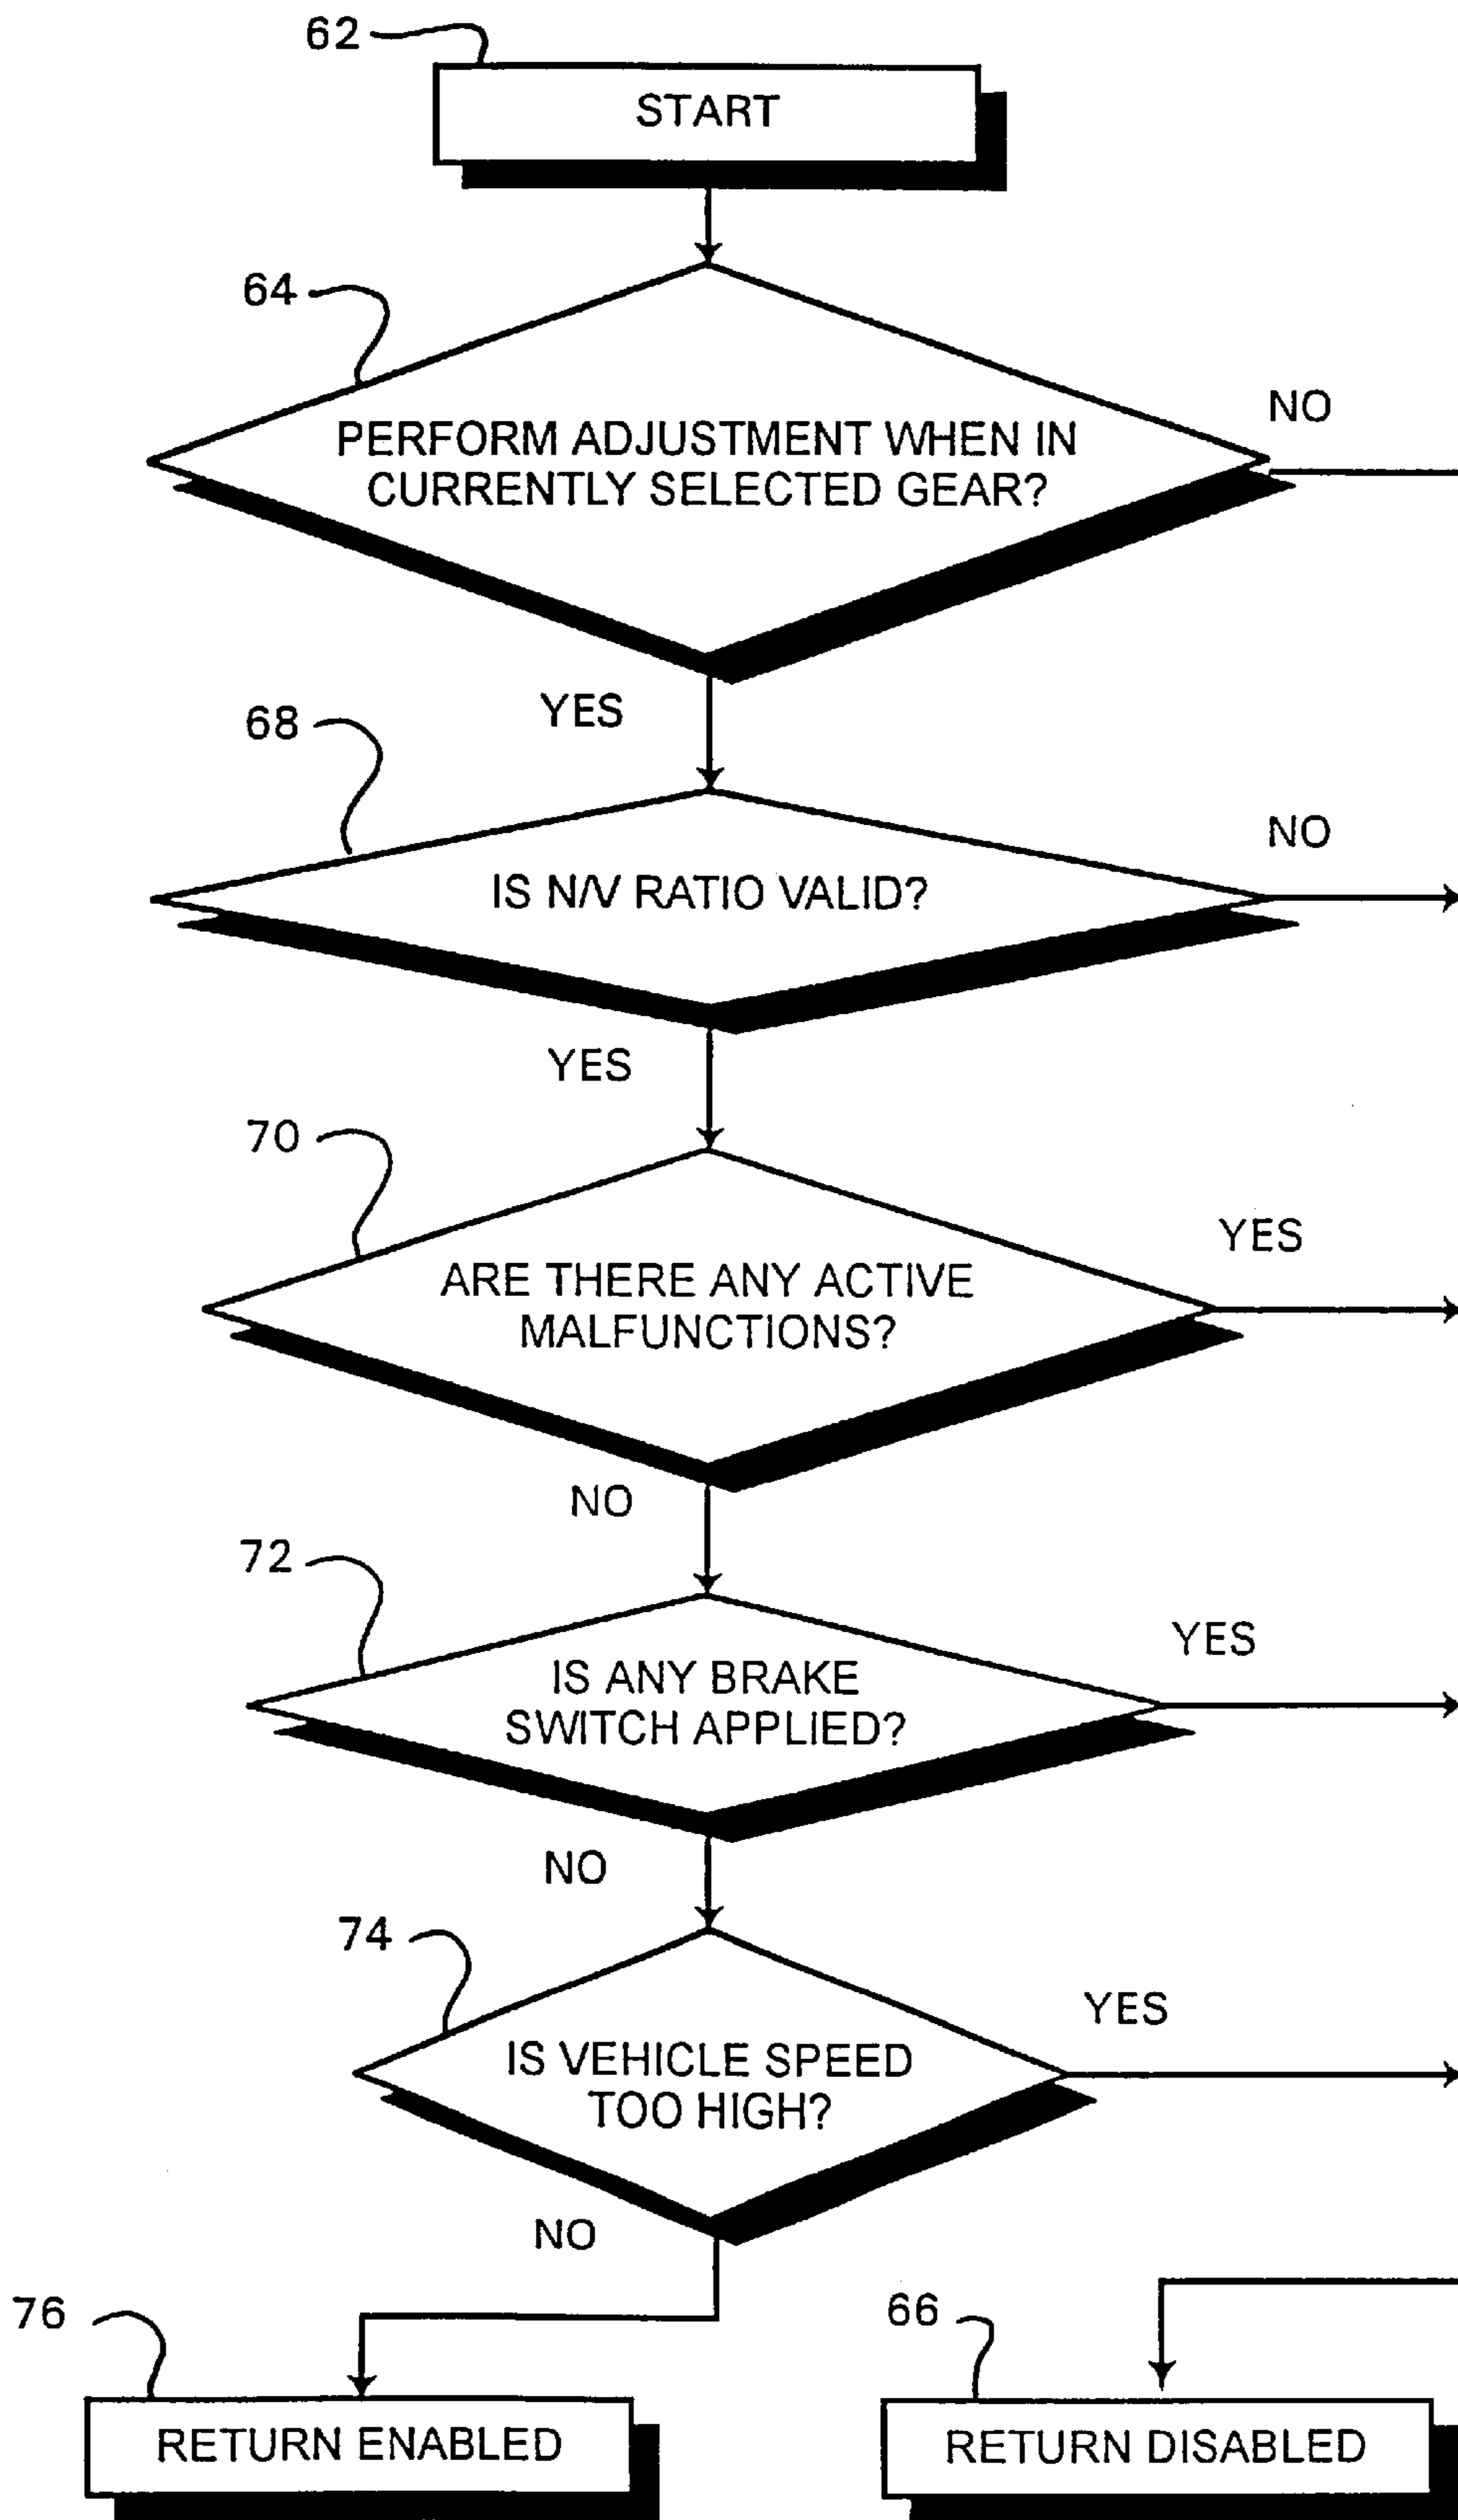 62
START
64
PERFORM ADJUSTMENT WHEN IN
CURRENTLY SELECTED GEAR?
NO
YES
68
IS N/V RATIO VALID?
NO
YES
70
ARE THERE ANY ACTIVE
MALFUNCTIONS?
YES
NO
72
IS ANY BRAKE
SWITCH APPLIED?
YES
NO
74
IS VEHICLE SPEED
TOO HIGH?
YES
NO
76
RETURN ENABLED
66
RETURN DISABLED